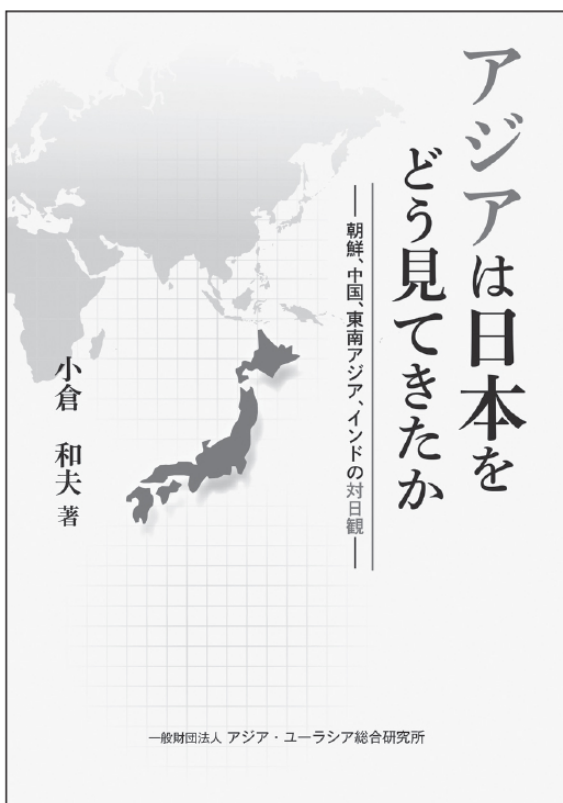 アジアは日本を
どう見てきたか
―朝鮮、中国、東南アジア、インドの対日観―
小倉 和夫 著
一般財団法人 アジア・ユーラシア総合研究所